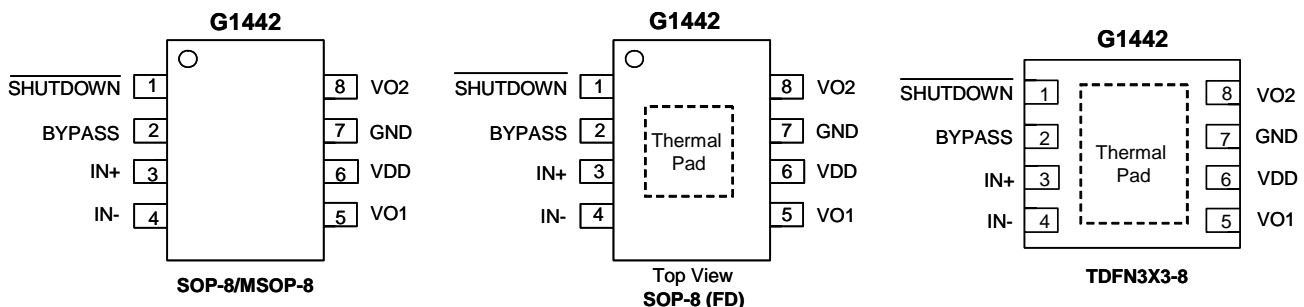 G1442
SHUTDOWN 1 8 VO2
BYPASS 2 7 GND
IN+ 3 6 VDD
IN- 4 5 VO1
SOP-8/MSOP-8
G1442
SHUTDOWN 1 8 VO2
BYPASS 2 7 GND
Thermal
Pad
IN+ 3 6 VDD
IN- 4 5 VO1
Top View
SOP-8 (FD)
G1442
SHUTDOWN 1 8 VO2
BYPASS 2 7 GND
Thermal
Pad
IN+ 3 6 VDD
IN- 4 5 VO1
TDFN3X3-8